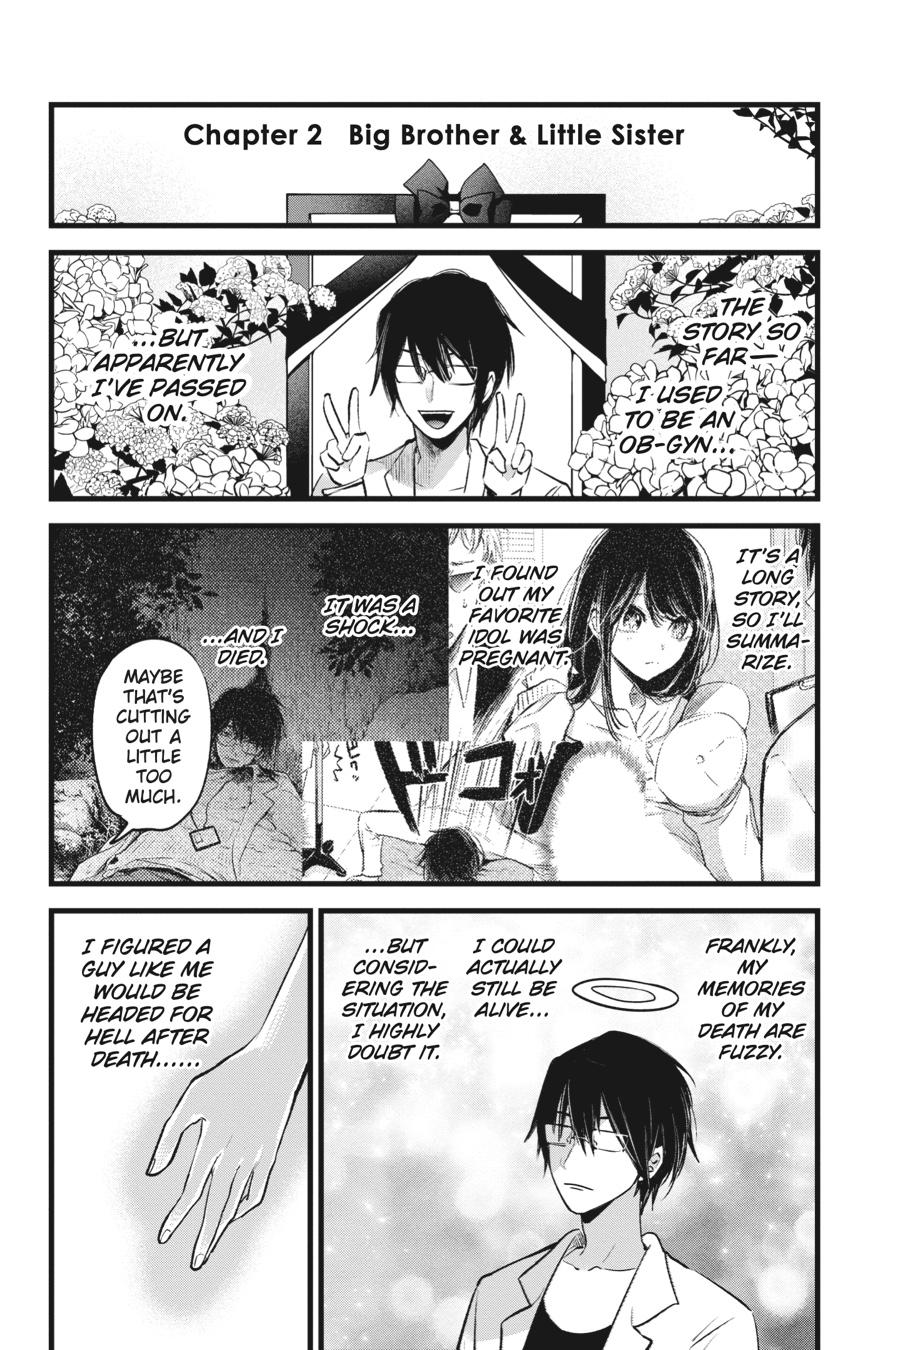 Chapter 2 Big Brother & Little Sister
THE
STORY SO
FAR—
I USED
TO BE AN
OB-GYN...
...BUT
APPARENTLY
I'VE PASSED
ON.
IT'S A
LONG
STORY,
SO I'LL
SUMMA-
RIZE.
I FOUND
OUT MY
FAVORITE
IDOL WAS
PREGNANT.
ドゴォ
IT WAS A
SHOCK...
...AND I
DIED.
MAYBE
THAT'S
CUTTING
OUT A
LITTLE
TOO
MUCH.
FRANKLY,
MY
MEMORIES
OF MY
DEATH ARE
FUZZY.
I COULD
ACTUALLY
STILL BE
ALIVE...
...BUT
CONSID-
ERING THE
SITUATION,
I HIGHLY
DOUBT IT.
I FIGURED A
GUY LIKE ME
WOULD BE
HEADED FOR
HELL AFTER
DEATH......